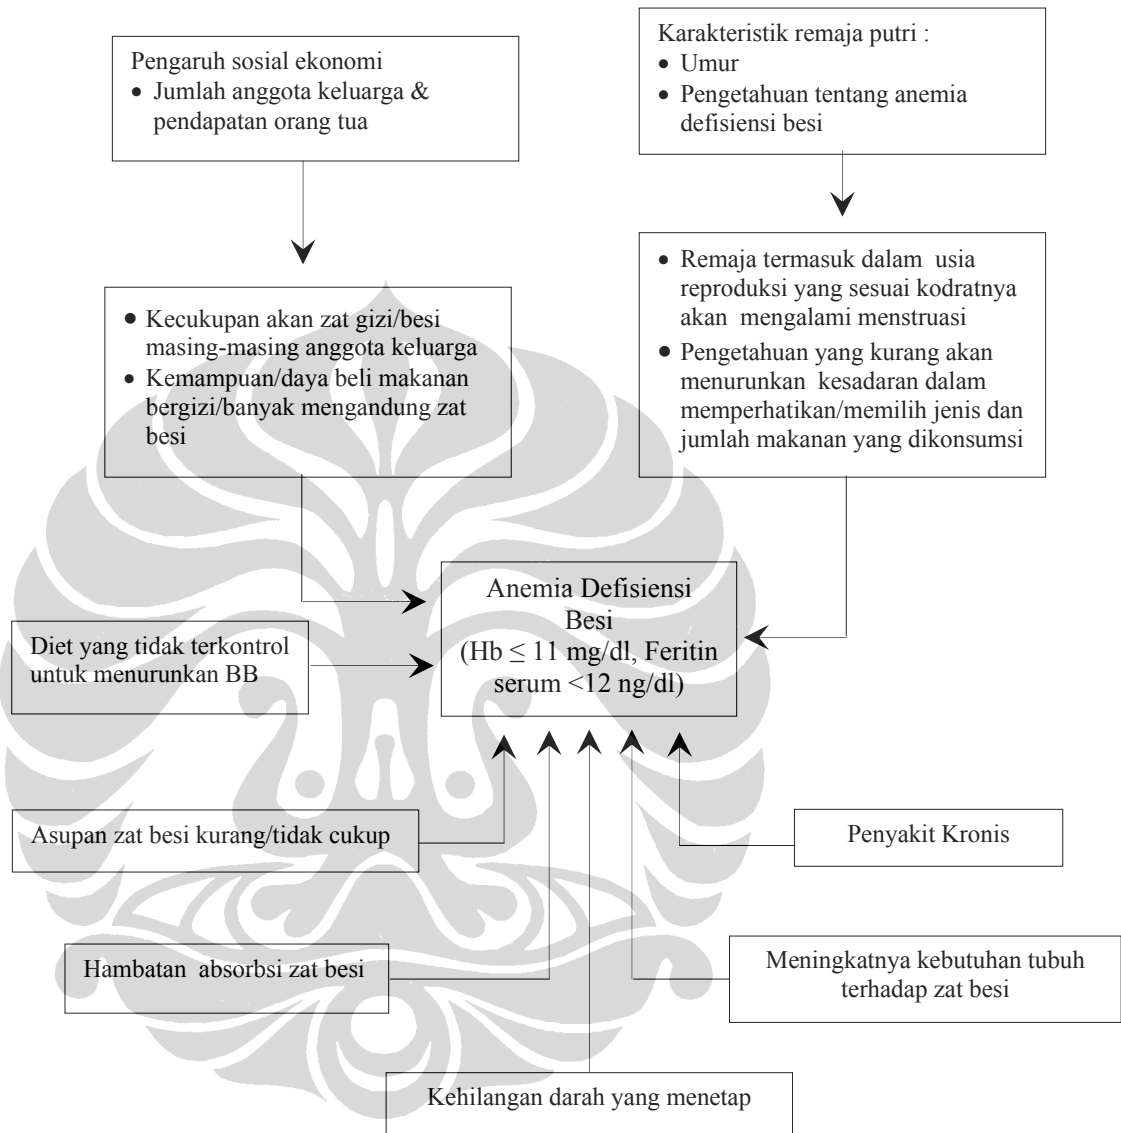 Pengaruh sosial ekonomi
• Jumlah anggota keluarga &
pendapatan orang tua
Karakteristik remaja putri :
• Umur
• Pengetahuan tentang anemia
defisiensi besi
• Kecukupan akan zat gizi/besi
masing-masing anggota keluarga
• Kemampuan/daya beli makanan
bergizi/banyak mengandung zat
besi
• Remaja termasuk dalam usia
reproduksi yang sesuai kodratnya
akan mengalami menstruasi
• Pengetahuan yang kurang akan
menurunkan kesadaran dalam
memperhatikan/memilih jenis dan
jumlah makanan yang dikonsumsi
Anemia Defisiensi
Besi
(Hb ≤ 11 mg/dl, Feritin
serum <12 ng/dl)
Diet yang tidak terkontrol
untuk menurunkan BB
Asupan zat besi kurang/tidak cukup
Penyakit Kronis
Hambatan absorbsi zat besi
Meningkatnya kebutuhan tubuh
terhadap zat besi
Kehilangan darah yang menetap